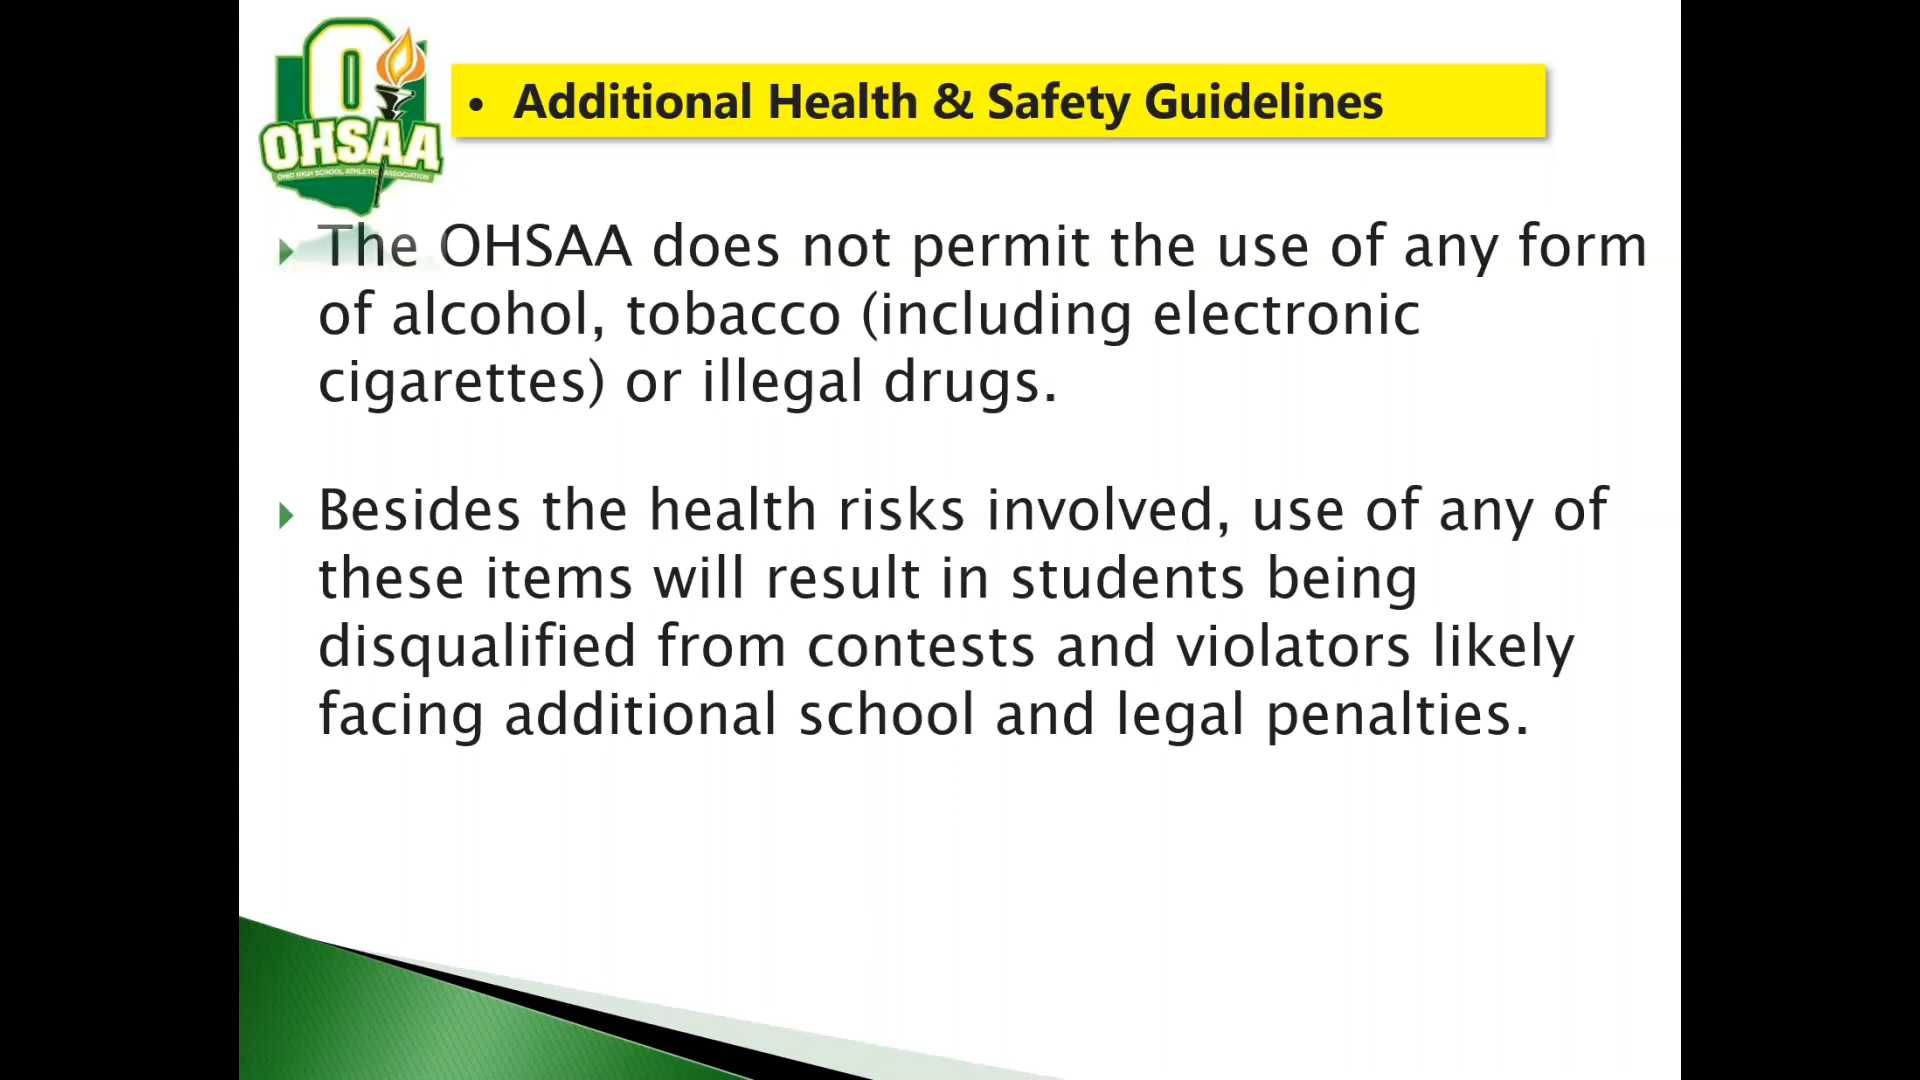 OHSAA
OHIO HIGH SCHOOL ATHLETIC ASSOCIATION
• Additional Health & Safety Guidelines
The OHSAA does not permit the use of any form
of alcohol, tobacco (including electronic
cigarettes) or illegal drugs.
Besides the health risks involved, use of any of
these items will result in students being
disqualified from contests and violators likely
facing additional school and legal penalties.